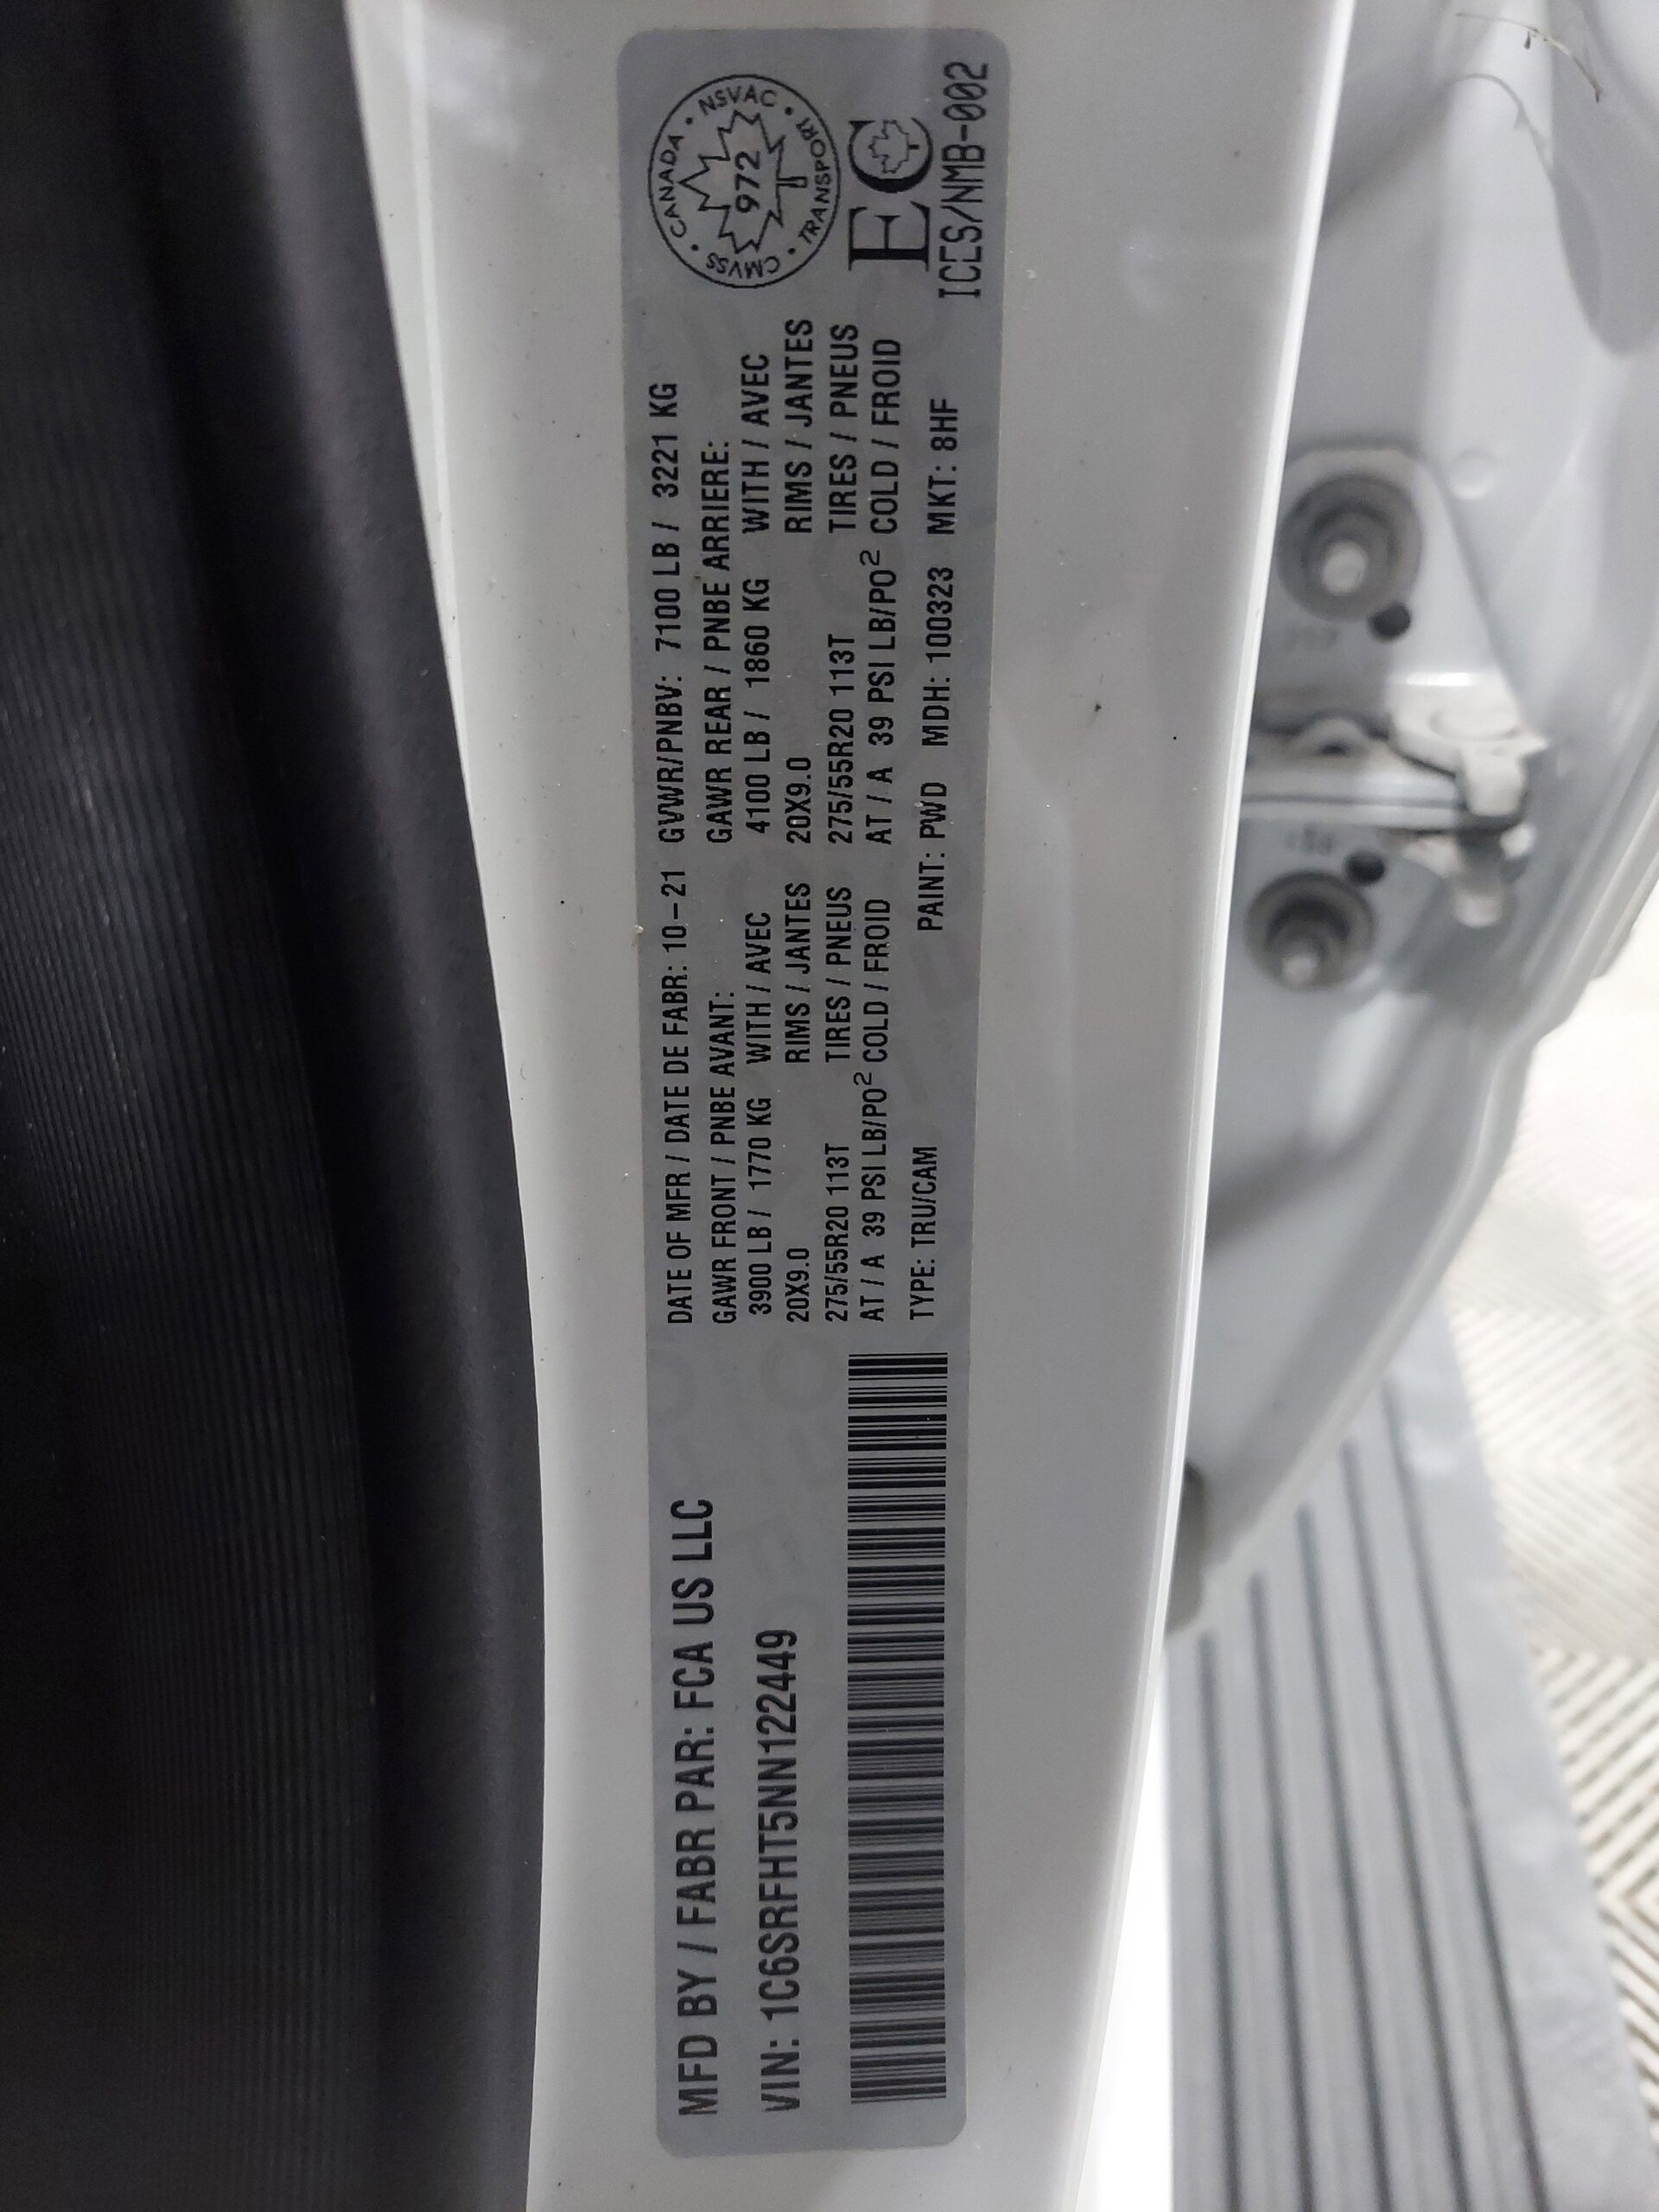 MFD BY / FABR PAR: FCA US LLC
VIN: 1C6SRFHT5NN122449
DATE OF MFR / DATE DE FABR: 10-21 GVWR/PNBV: 7100 LB / 3221 KG
GAWR FRONT / PNBE AVANT: GAWR REAR / PNBE ARRIERE:
3900 LB / 1770 KG WITH / AVEC 4100 LB / 1860 KG WITH / AVEC
20X9.0 RIMS / JANTES 20X9.0 RIMS / JANTES
275/55R20 113T TIRES / PNEUS 275/55R20 113T TIRES / PNEUS
AT / A 39 PSI LB/PO² COLD / FROID AT / A 39 PSI LB/PO² COLD / FROID
TYPE: TRU/CAM PAINT: PWD MDH: 100323 MKT: 8HF
CANADA • NSVAC • TRANSPORT • CMVSS •
972
EC
ICES/NMB-002